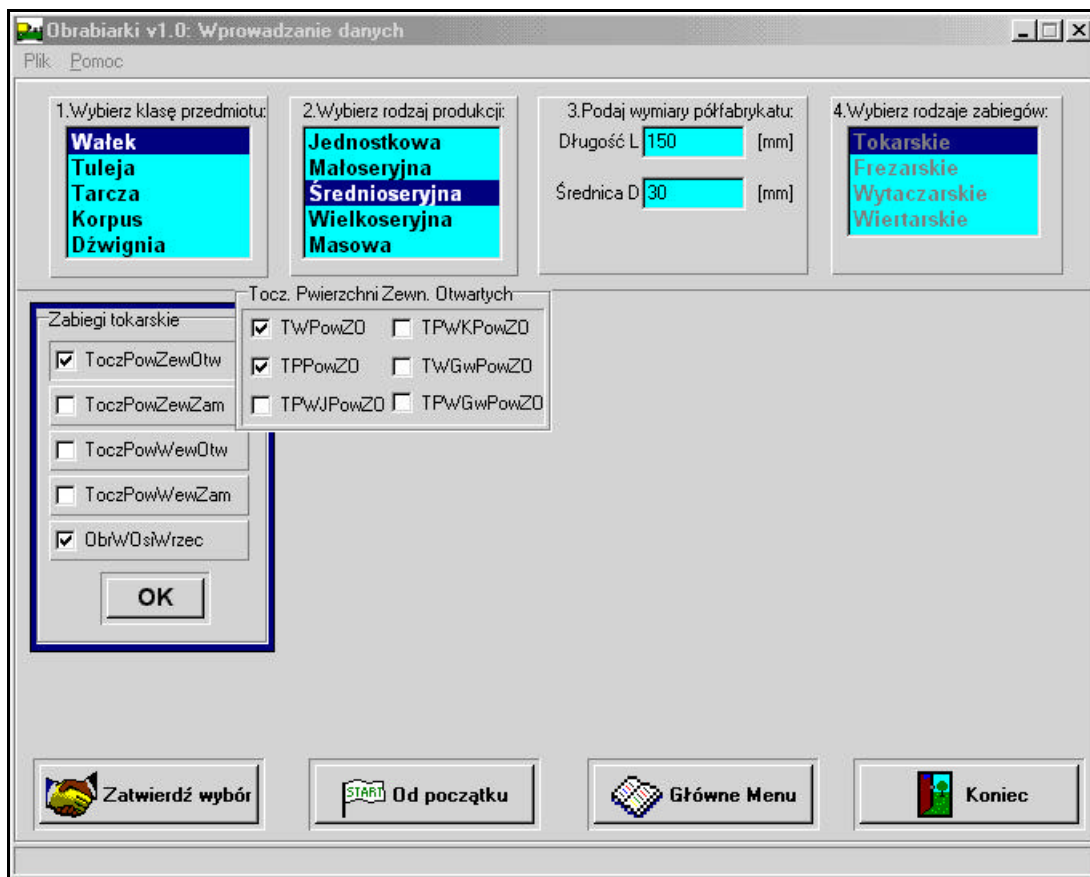 Obrabiarki v1.0: Wprowadzanie danych
Plik Pomoc
1.Wybierz klasę przedmiotu:
Wałek
Tuleja
Tarcza
Korpus
Dźwignia
2.Wybierz rodzaj produkcji:
Jednostkowa
Małoseryjna
Średnioseryjna
Wielkoseryjna
Masowa
3.Podaj wymiary półfabrykatu:
Długość L 150 [mm]
Średnica D 30 [mm]
4.Wybierz rodzaje zabiegów:
Tokarskie
Frezarskie
Wytaczarskie
Wiertarskie
Zabiegi tokarskie
ToczPowZewOtw
ToczPowZewZam
ToczPowWewOtw
ToczPowWewZam
ObrWOsiWrzec
OK
Tocz. Pwierzchni Zewn. Otwartych
TWPowZO TPWKPowZO
TPPowZO TWGwPowZO
TPWJPowZO TPWGwPowZO
Zatwierdź wybór
START Od początku
Główne Menu
Koniec